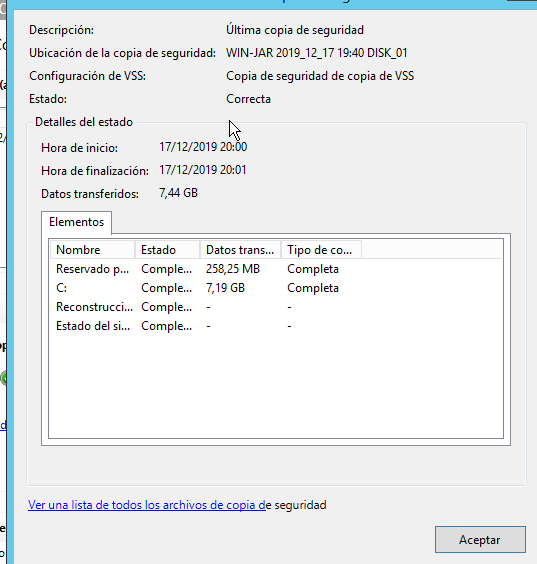 Descripción: Última copia de seguridad
Ubicación de la copia de seguridad: WIN-JAR 2019_12_17 19:40 DISK_01
Configuración de VSS: Copia de seguridad de copia de VSS
Estado: Correcta
Detalles del estado
Hora de inicio: 17/12/2019 20:00
Hora de finalización: 17/12/2019 20:01
Datos transferidos: 7,44 GB
Elementos
Nombre Estado Datos trans... Tipo de co...
Reservado p... Comple... 258,25 MB Completa
C: Comple... 7,19 GB Completa
Reconstrucci... Comple... - -
Estado del si... Comple... - -
Ver una lista de todos los archivos de copia de seguridad
Aceptar